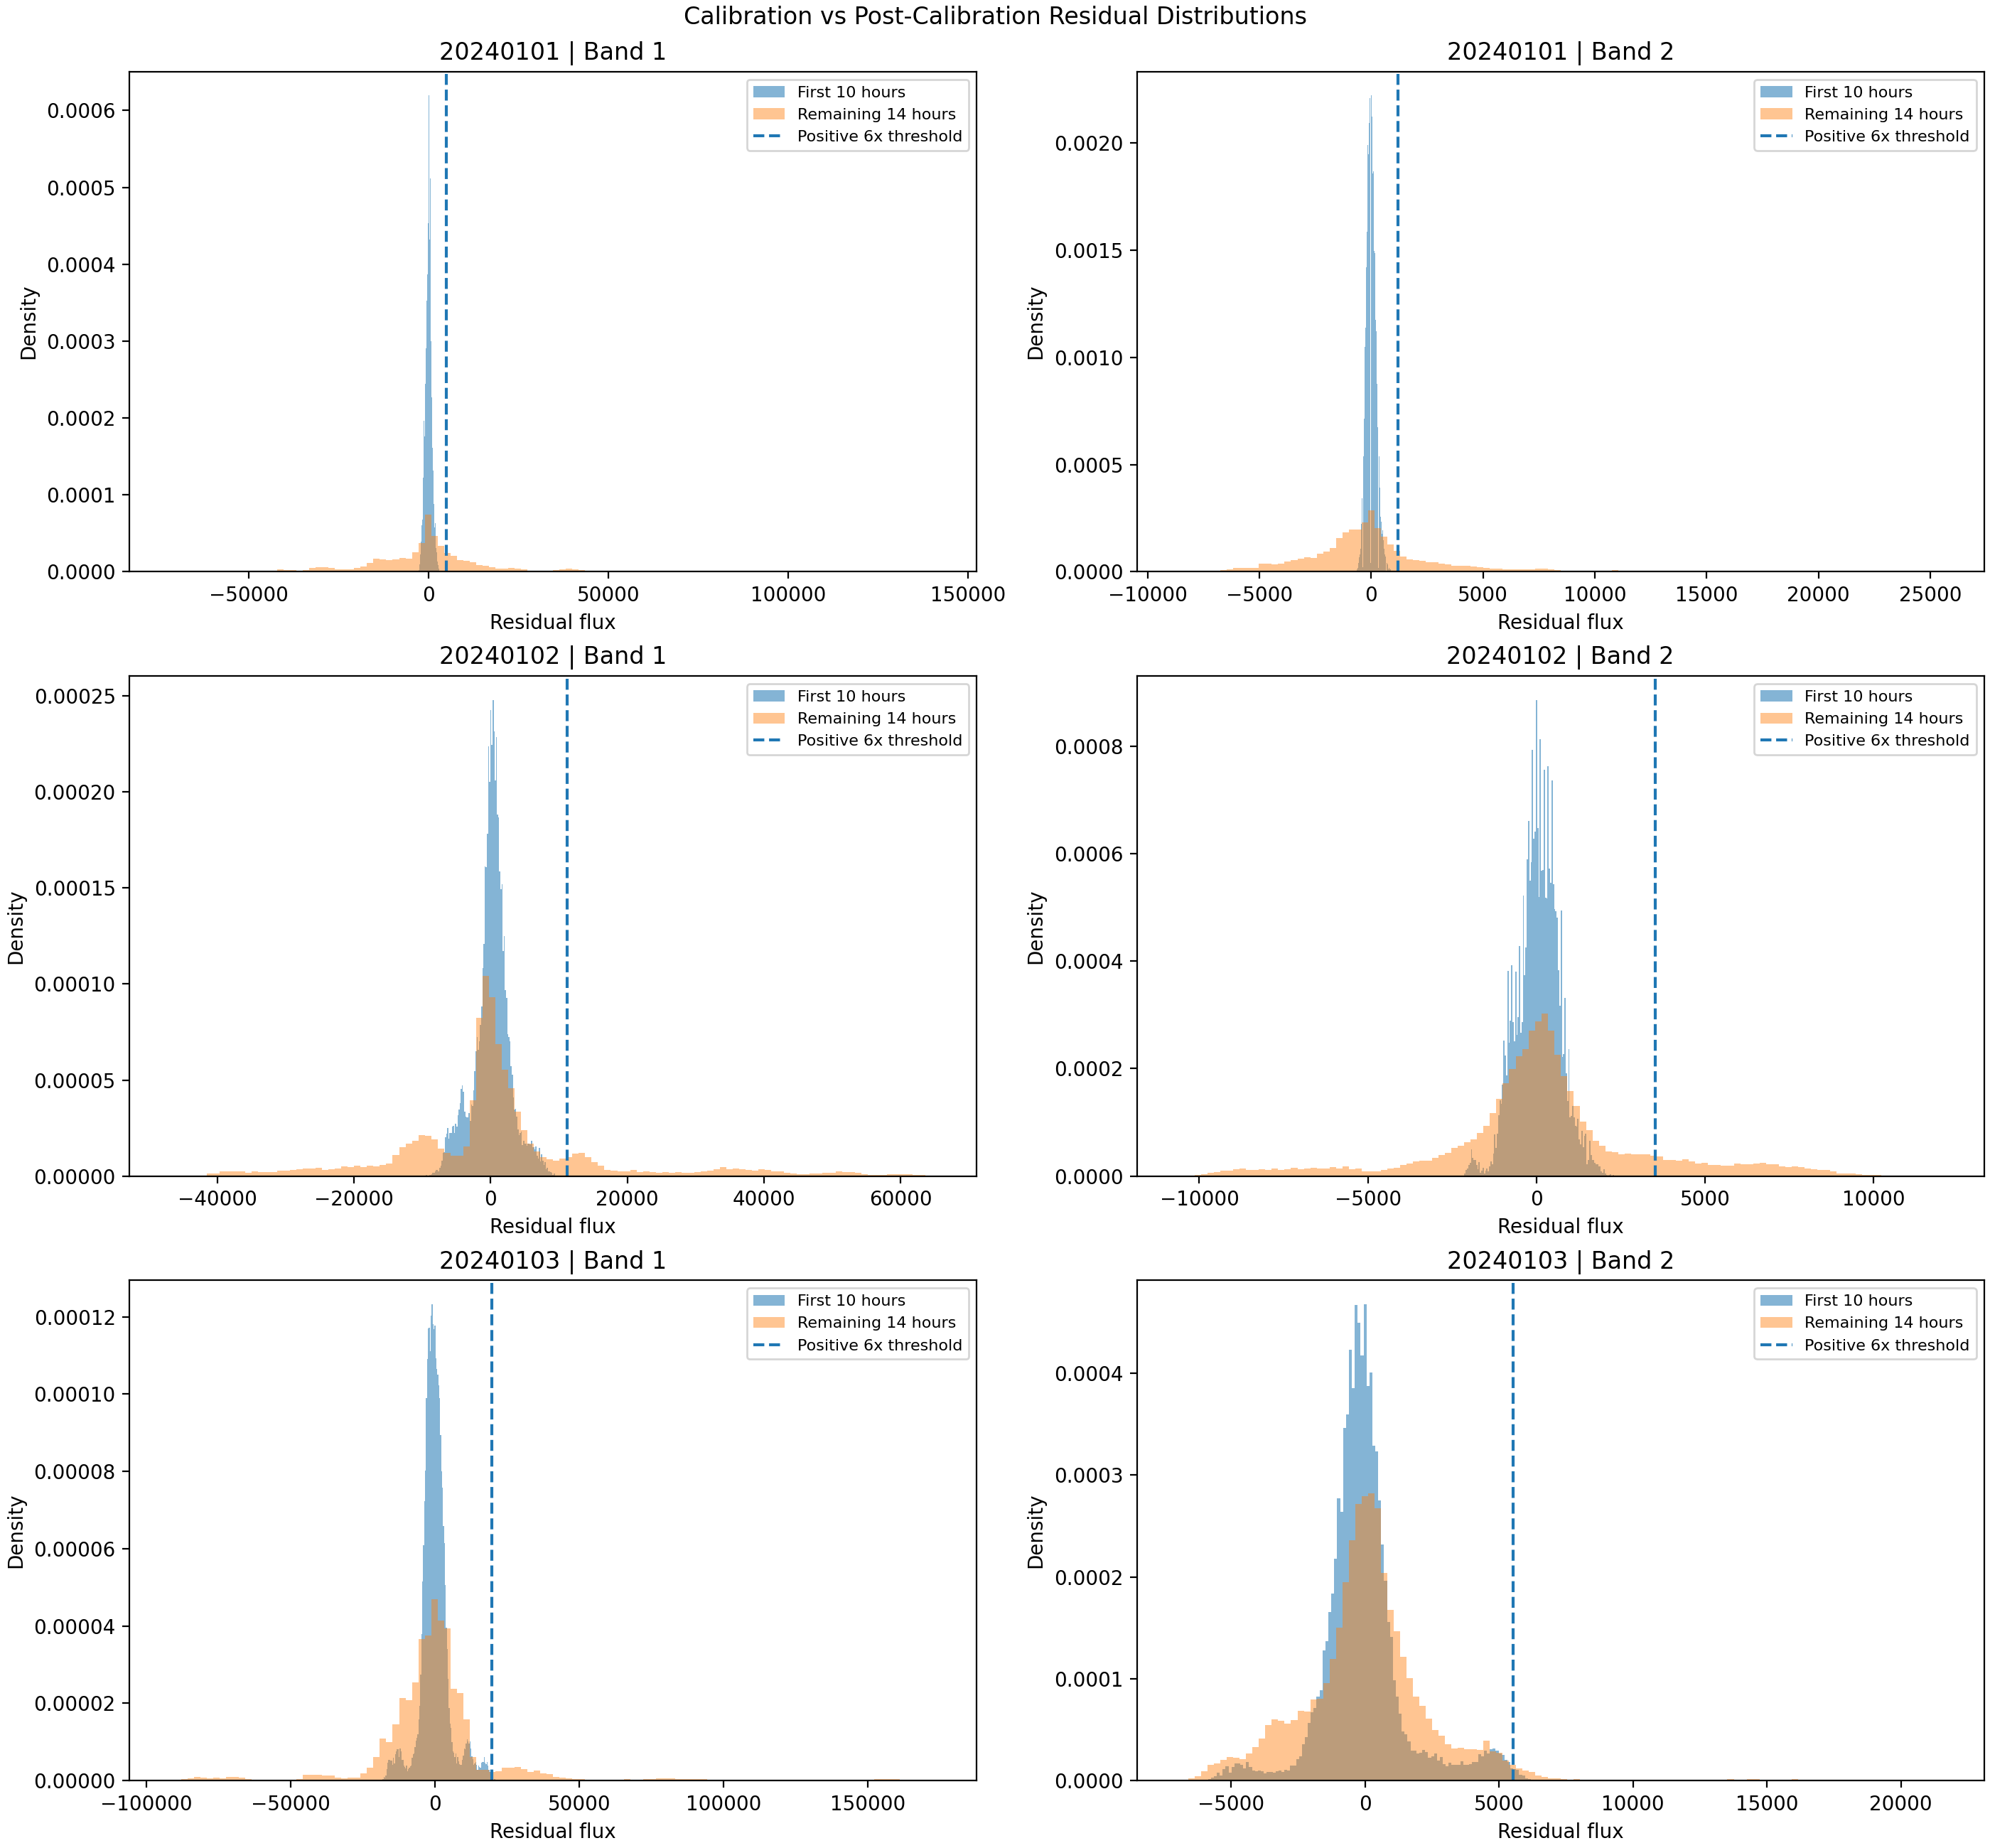 Calibration vs Post-Calibration Residual Distributions
20240101 | Band 1
0.0006
0.0005
0.0004
0.0003
0.0002
0.0001
0.0000
Density
−50000
0
50000
100000
150000
Residual flux
First 10 hours
Remaining 14 hours
Positive 6x threshold
20240101 | Band 2
0.0020
0.0015
0.0010
0.0005
0.0000
Density
−10000
−5000
0
5000
10000
15000
20000
25000
Residual flux
First 10 hours
Remaining 14 hours
Positive 6x threshold
20240102 | Band 1
0.00025
0.00020
0.00015
0.00010
0.00005
0.00000
Density
−40000
−20000
0
20000
40000
60000
Residual flux
First 10 hours
Remaining 14 hours
Positive 6x threshold
20240102 | Band 2
0.0008
0.0006
0.0004
0.0002
0.0000
Density
−10000
−5000
0
5000
10000
Residual flux
First 10 hours
Remaining 14 hours
Positive 6x threshold
20240103 | Band 1
0.00012
0.00010
0.00008
0.00006
0.00004
0.00002
0.00000
Density
−100000
−50000
0
50000
100000
150000
Residual flux
First 10 hours
Remaining 14 hours
Positive 6x threshold
20240103 | Band 2
0.0004
0.0003
0.0002
0.0001
0.0000
Density
−5000
0
5000
10000
15000
20000
Residual flux
First 10 hours
Remaining 14 hours
Positive 6x threshold